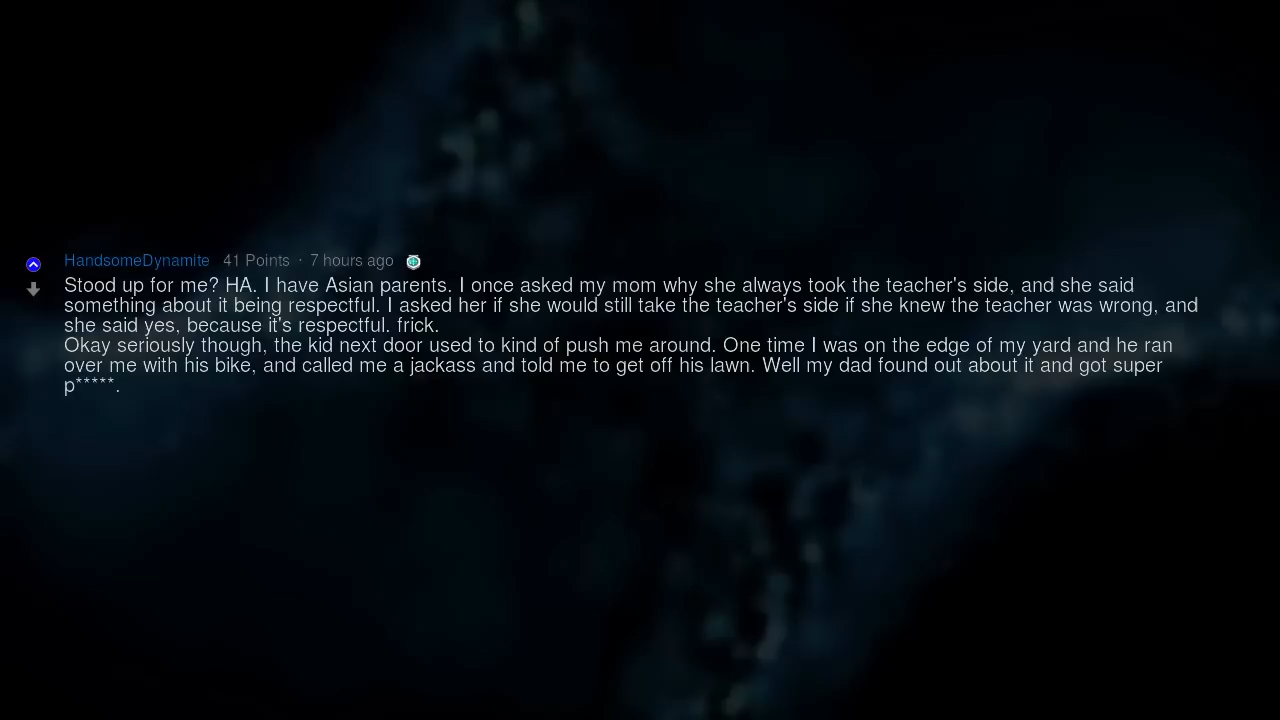 HandsomeDynamite 41 Points · 7 hours ago
Stood up for me? HA. I have Asian parents. I once asked my mom why she always took the teacher's side, and she said
something about it being respectful. I asked her if she would still take the teacher's side if she knew the teacher was wrong, and
she said yes, because it's respectful. frick.
Okay seriously though, the kid next door used to kind of push me around. One time I was on the edge of my yard and he ran
over me with his bike, and called me a jackass and told me to get off his lawn. Well my dad found out about it and got super
p*****.